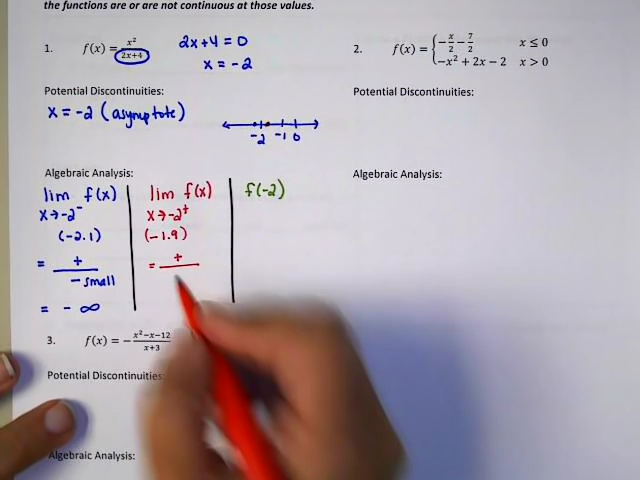 the functions are or are not continuous at those values.
1. f(x) = x²/2x+4
2x+4 = 0
x = -2
Potential Discontinuities:
x = -2 (asymptote)
-2 -1 0
Algebraic Analysis:
lim f(x)
x→-2⁻
(-2.1)
= +/- small
= - ∞
lim f(x)
x→-2⁺
(-1.9)
= +
f(-2)
2. f(x) = { -x/2 - 7/2 x ≤ 0
-x² + 2x - 2 x > 0
Potential Discontinuities:
Algebraic Analysis:
3. f(x) = - x²-x-12/x+3
Potential Discontinuities
Algebraic Analysis: